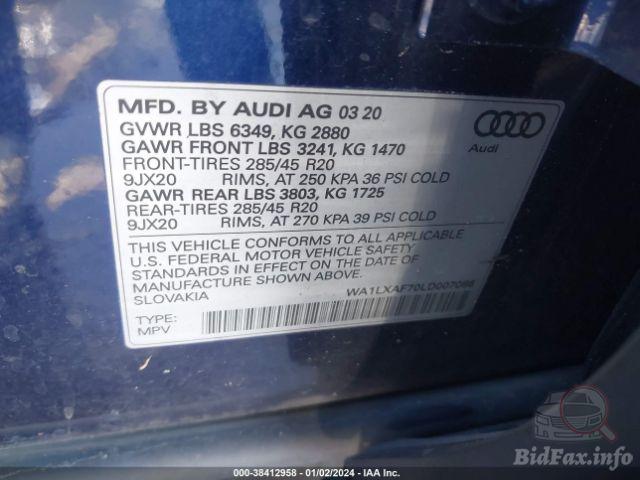 MFD. BY AUDI AG 03 20
GVWR LBS 6349, KG 2880
GAWR FRONT LBS 3241, KG 1470
FRONT-TIRES 285/45 R20
9JX20 RIMS, AT 250 KPA 36 PSI COLD
GAWR REAR LBS 3803, KG 1725
REAR-TIRES 285/45 R20
9JX20 RIMS, AT 270 KPA 39 PSI COLD
Audi
THIS VEHICLE CONFORMS TO ALL APPLICABLE
U.S. FEDERAL MOTOR VEHICLE SAFETY
STANDARDS IN EFFECT ON THE DATE OF
MANUFACTURE SHOWN ABOVE.
SLOVAKIA
WA1LXAF70LD007098
TYPE:
MPV
BidFax.info
000-38412958 - 01/02/2024 - IAA Inc.